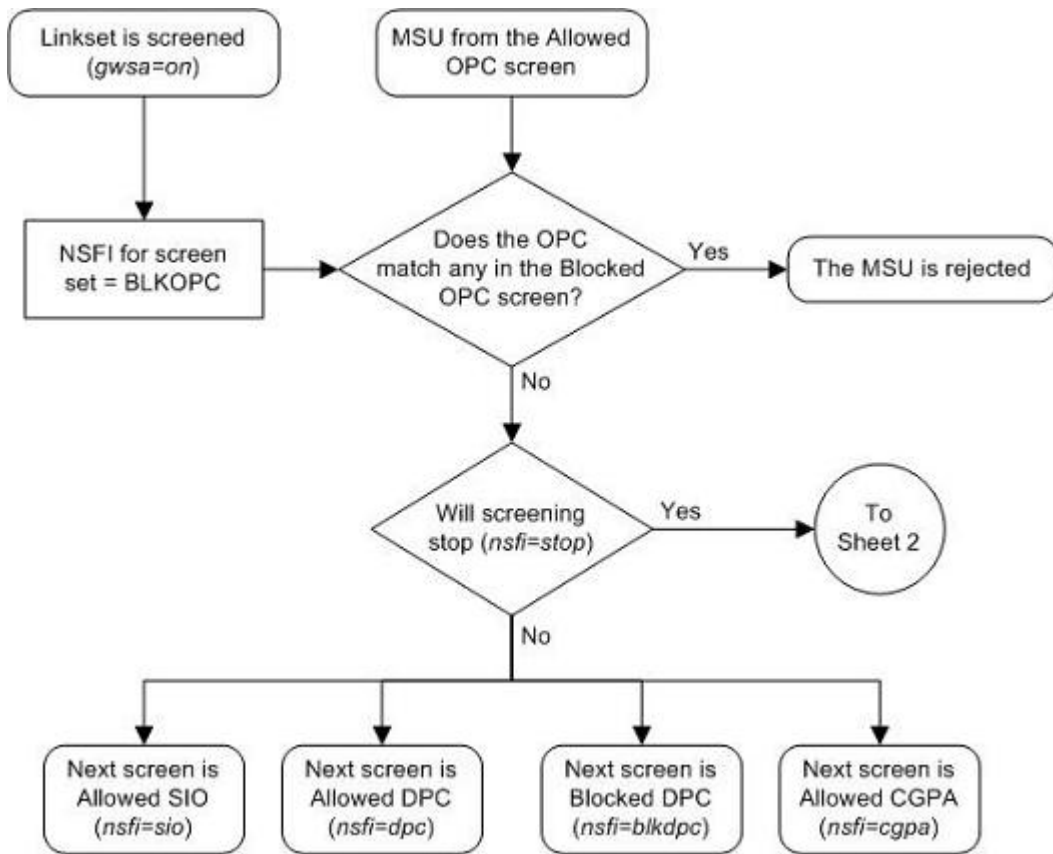 Linkset is screened
(gwsa=on)
MSU from the Allowed
OPC screen
NSFI for screen
set = BLKOPC
Does the OPC
match any in the Blocked
OPC screen?
Yes
The MSU is rejected
No
Will screening
stop (nsfi=stop)
Yes
To
Sheet 2
No
Next screen is
Allowed SIO
(nsfi=sio)
Next screen is
Allowed DPC
(nsfi=dpc)
Next screen is
Blocked DPC
(nsfi=blkdpc)
Next screen is
Allowed CGPA
(nsfi=cgpa)